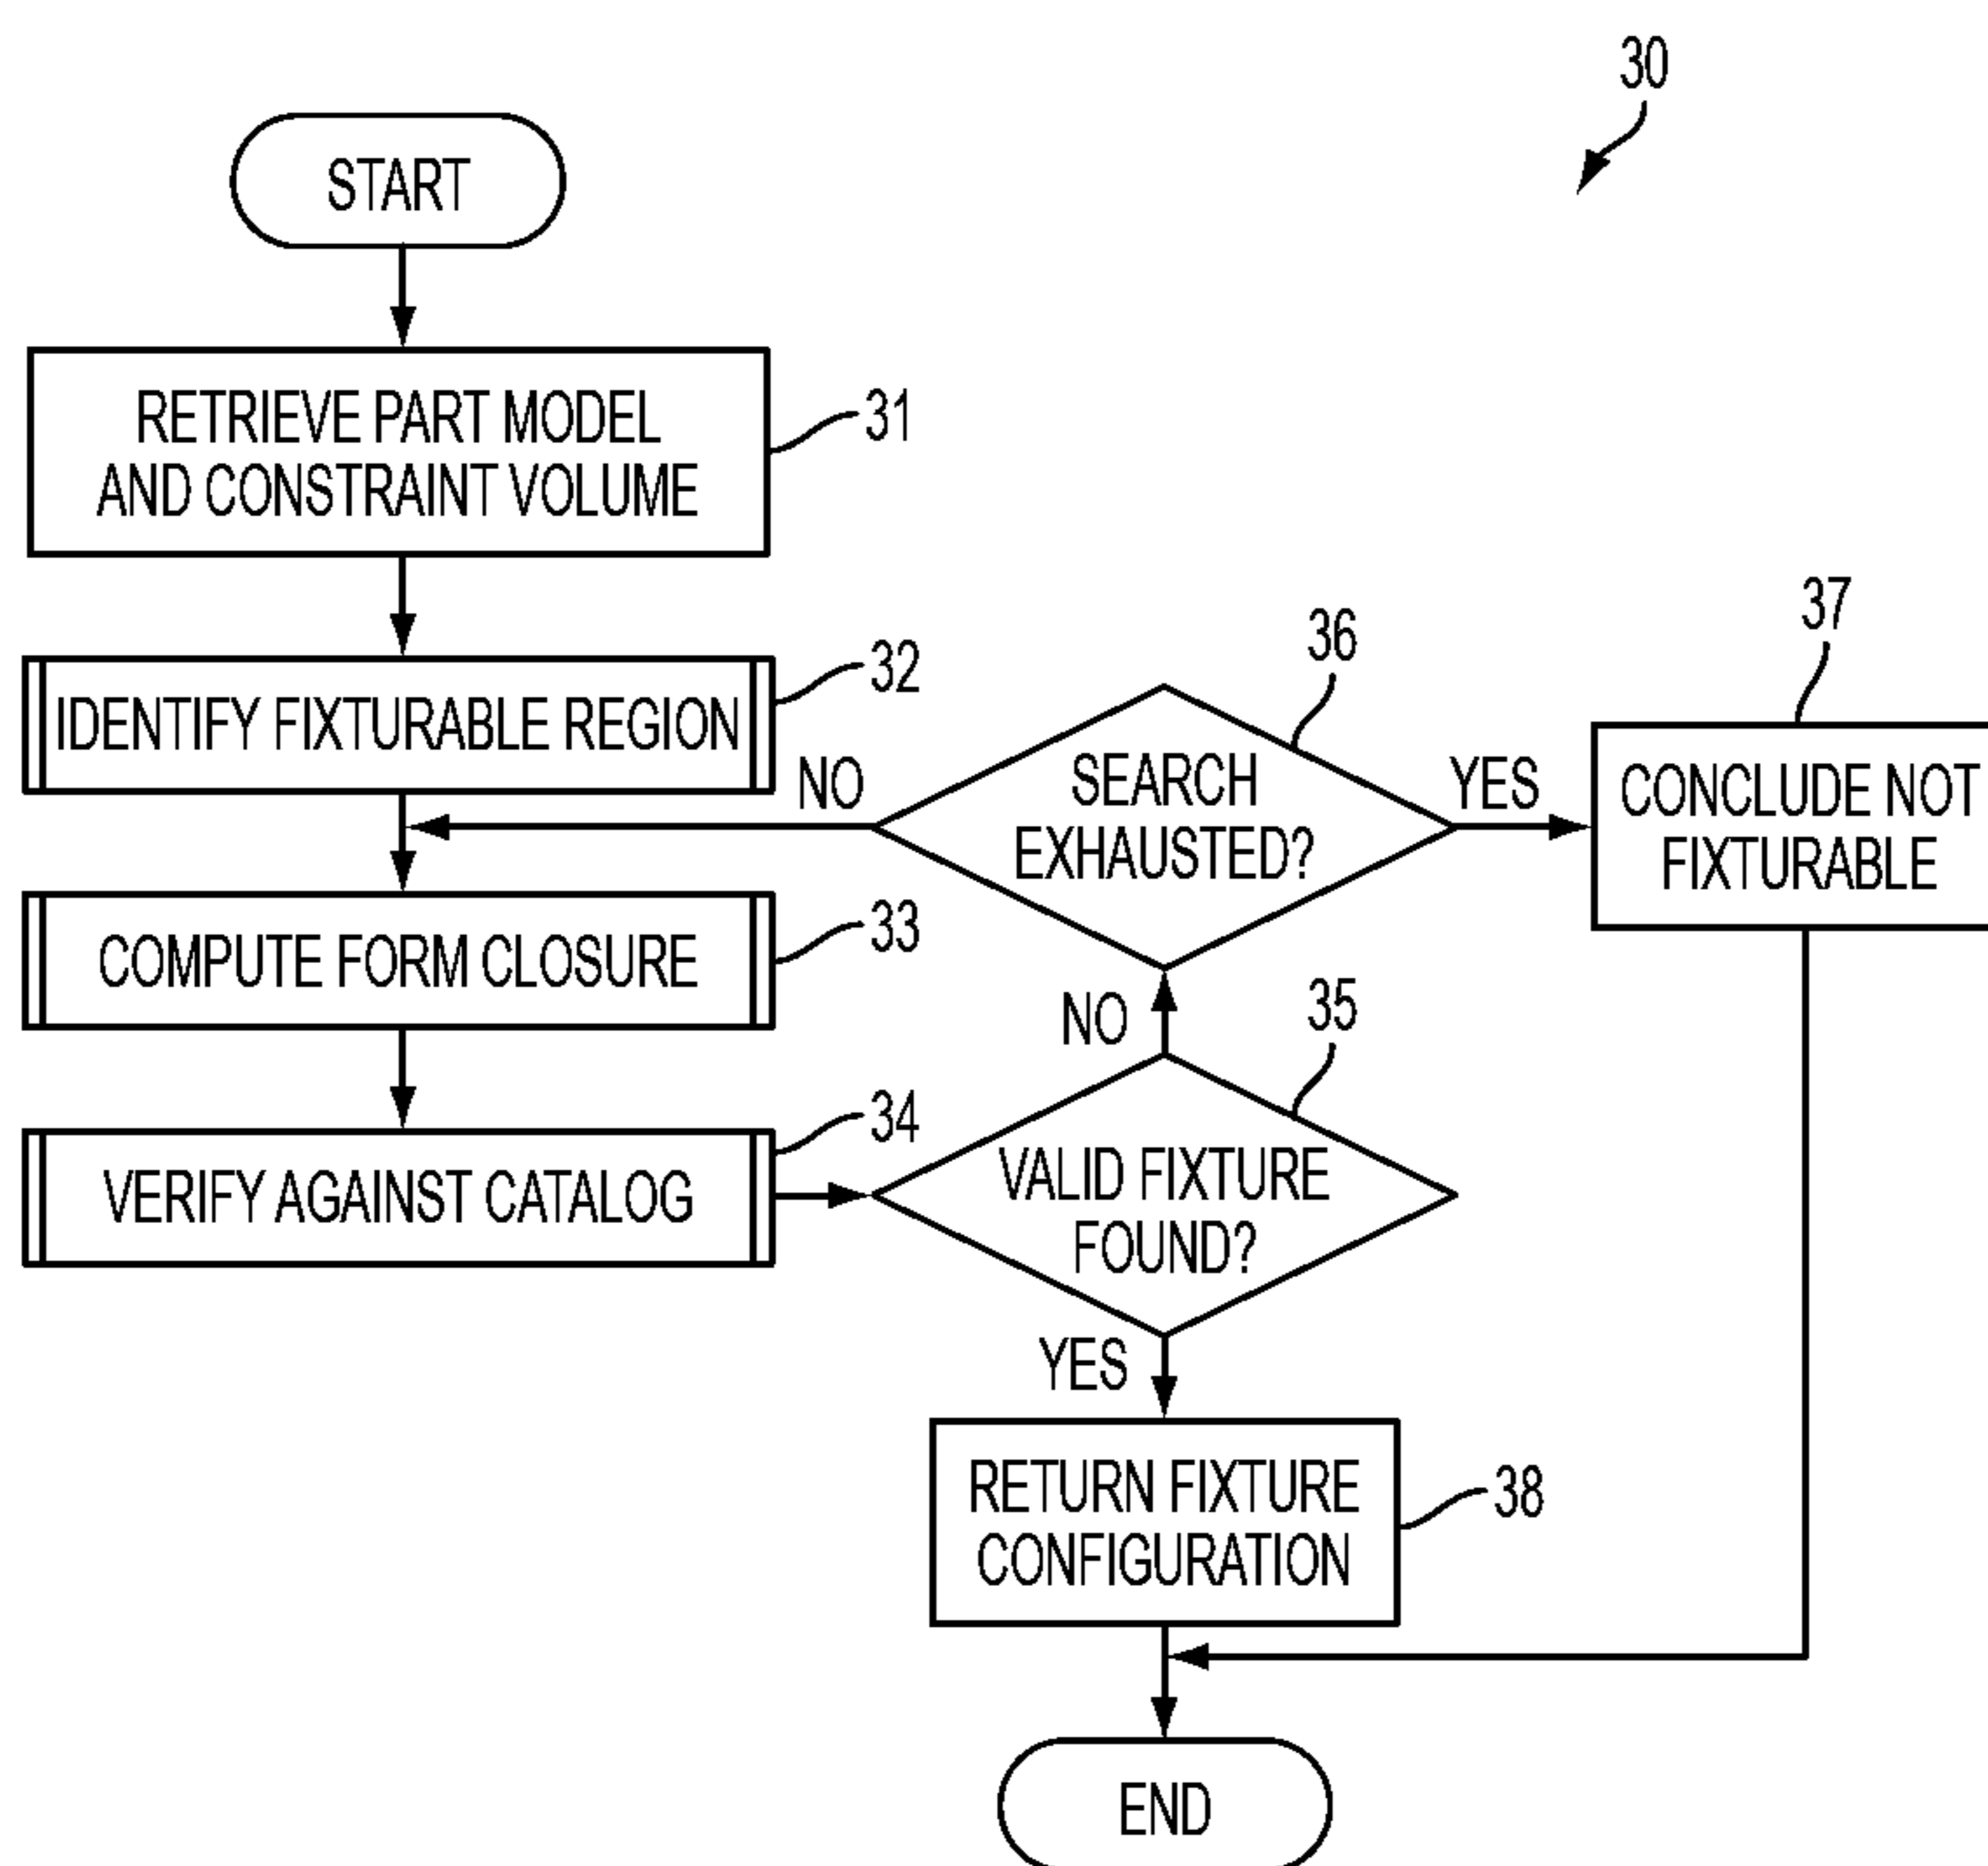 30
START
RETRIEVE PART MODEL
AND CONSTRAINT VOLUME
31
IDENTIFY FIXTURABLE REGION
32
COMPUTE FORM CLOSURE
33
VERIFY AGAINST CATALOG
34
VALID FIXTURE
FOUND?
35
NO
YES
SEARCH
EXHAUSTED?
36
NO
YES
CONCLUDE NOT
FIXTURABLE
37
RETURN FIXTURE
CONFIGURATION
38
END